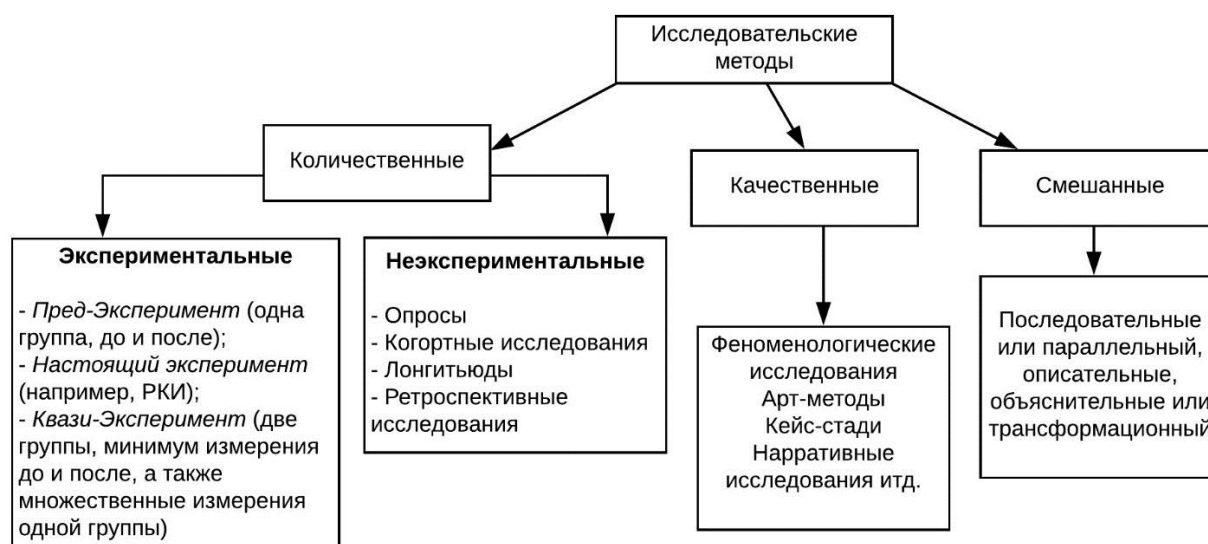 Исследовательские
методы
Количественные
Качественные
Смешанные
Экспериментальные
- Пред-Эксперимент (одна
группа, до и после);
- Настоящий эксперимент
(например, РКИ);
- Квази-Эксперимент (две
группы, минимум измерения
до и после, а также
множественные измерения
одной группы)
Неэкспериментальные
- Опросы
- Когортные исследования
- Лонгитьюды
- Ретроспективные
исследования
Феноменологические
исследования
Арт-методы
Кейс-стади
Нарративные
исследования итд.
Последовательные
или параллельный,
описательные,
объяснительные или
трансформационный